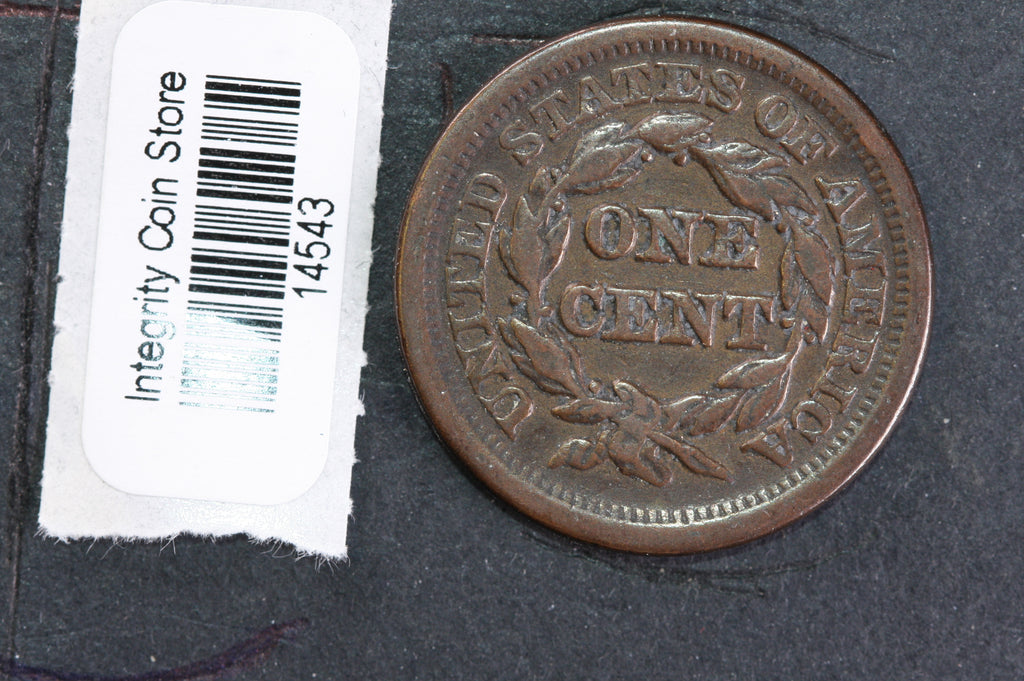 Integrity Coin Store
14543
UNITED STATES OF AMERICA
ONE
CENT